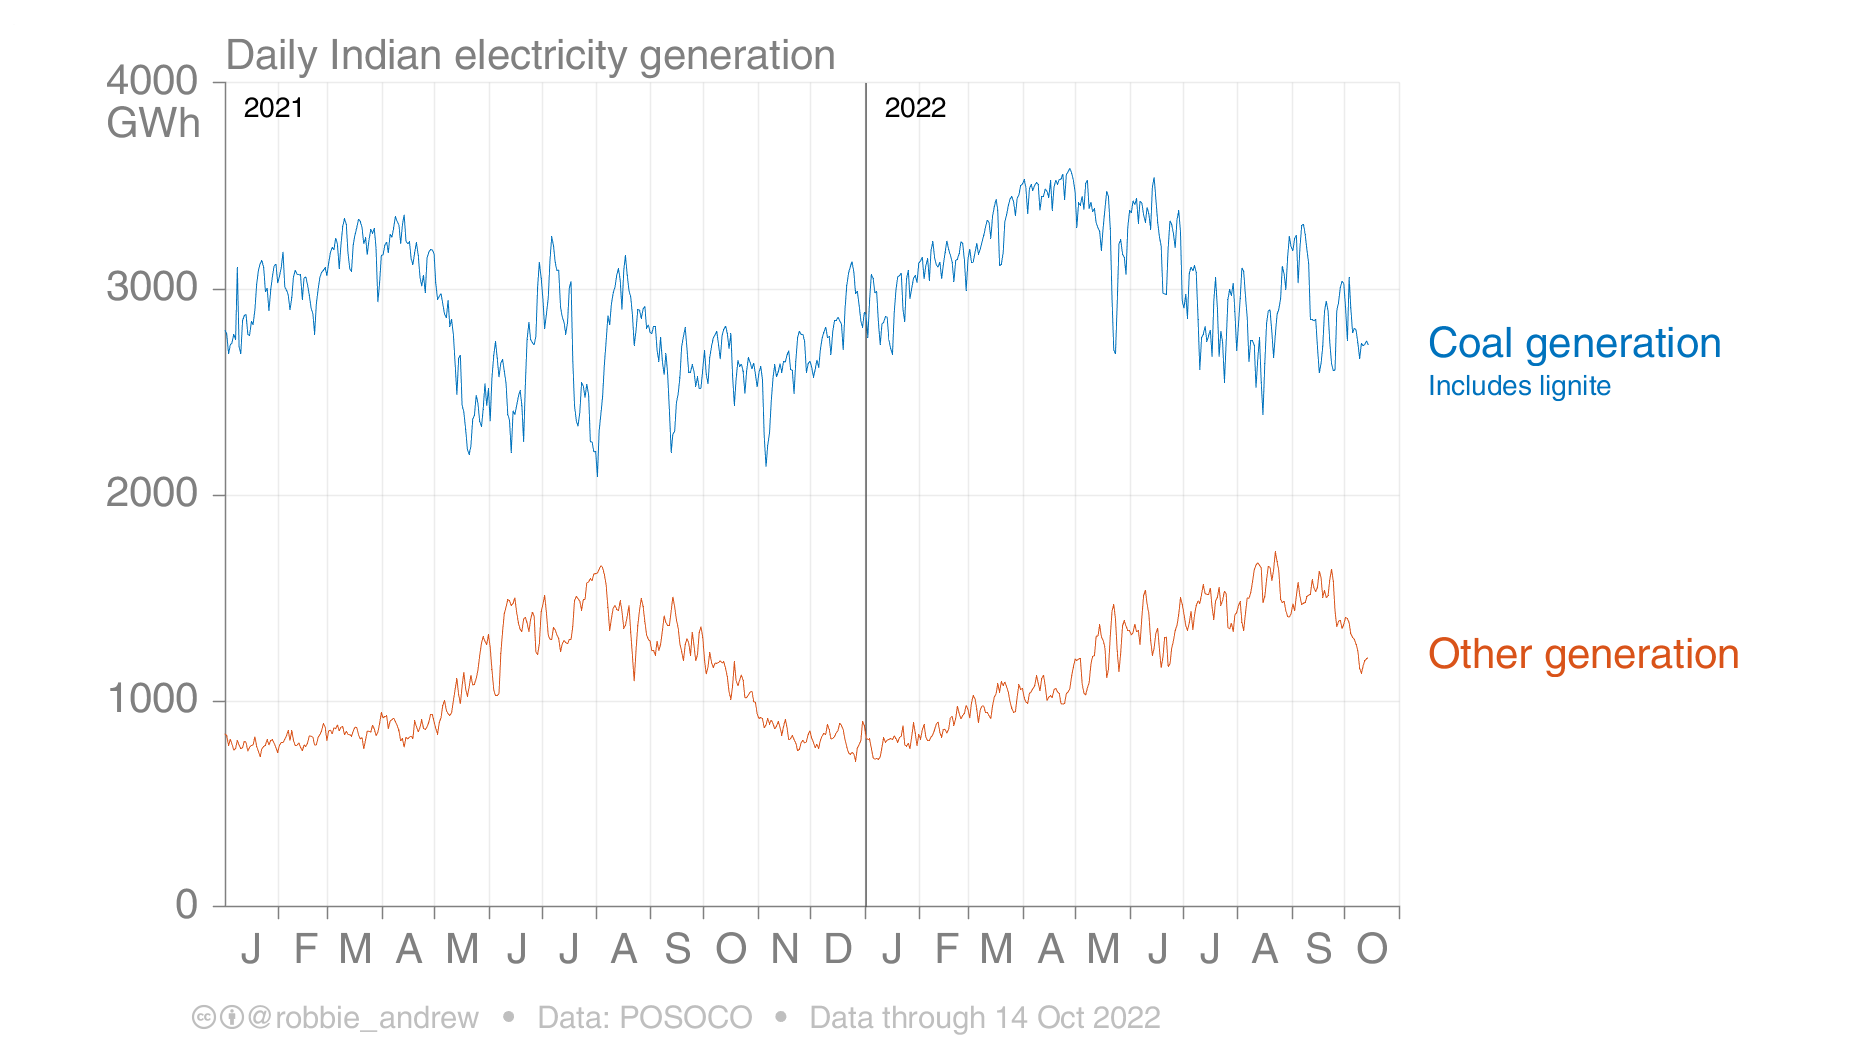 Daily Indian electricity generation
4000
GWh
2021
2022
3000
Coal generation
Includes lignite
2000
Other generation
1000
0
J F M A M J J A S O N D J F M A M J J A S O
@robbie_andrew • Data: POSOCO • Data through 14 Oct 2022